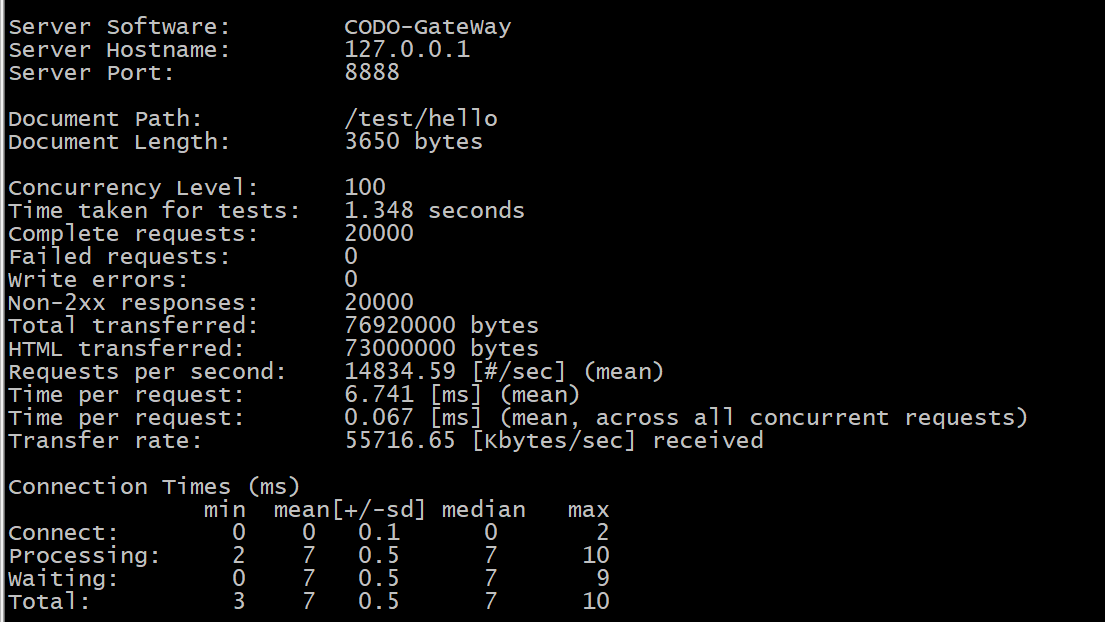 Server Software:        CODO-GateWay
Server Hostname:        127.0.0.1
Server Port:            8888
Document Path:          /test/hello
Document Length:        3650 bytes
Concurrency Level:      100
Time taken for tests:   1.348 seconds
Complete requests:      20000
Failed requests:        0
Write errors:           0
Non-2xx responses:      20000
Total transferred:      76920000 bytes
HTML transferred:       73000000 bytes
Requests per second:    14834.59 [#/sec] (mean)
Time per request:       6.741 [ms] (mean)
Time per request:       0.067 [ms] (mean, across all concurrent requests)
Transfer rate:          55716.65 [Kbytes/sec] received
Connection Times (ms)
              min  mean[+/-sd] median   max
Connect:        0    0   0.1      0       2
Processing:     2    7   0.5      7      10
Waiting:        0    7   0.5      7       9
Total:          3    7   0.5      7      10